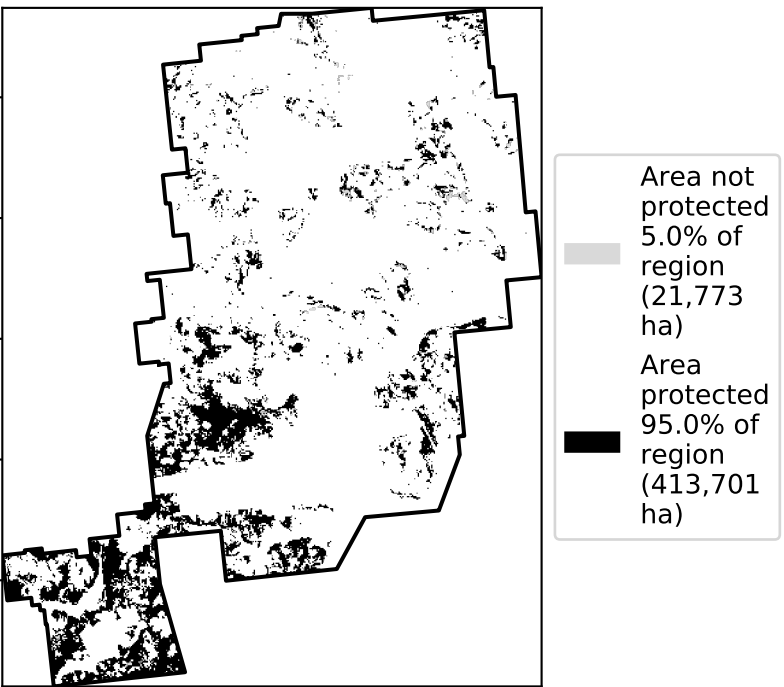 Area not
protected
5.0% of
region
(21,773
ha)
Area
protected
95.0% of
region
(413,701
ha)